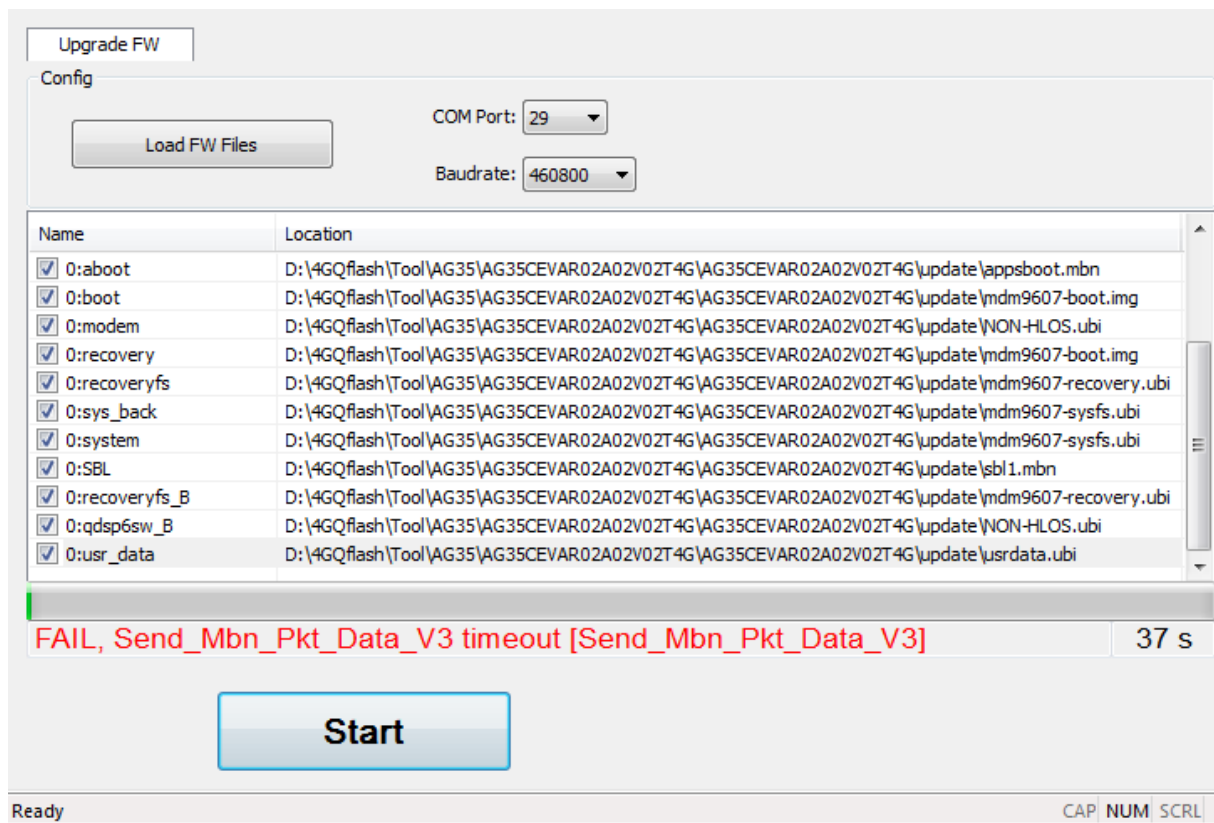 Upgrade FW
Config
Load FW Files
COM Port: 29
Baudrate: 460800
Name Location
0:aboot D:\4GQflash\Tool\AG35\AG35CEVAR02A02V02T4G\AG35CEVAR02A02V02T4G\update\appsboot.mbn
0:boot D:\4GQflash\Tool\AG35\AG35CEVAR02A02V02T4G\AG35CEVAR02A02V02T4G\update\mdm9607-boot.img
0:modem D:\4GQflash\Tool\AG35\AG35CEVAR02A02V02T4G\AG35CEVAR02A02V02T4G\update\NON-HLOS.ubi
0:recovery D:\4GQflash\Tool\AG35\AG35CEVAR02A02V02T4G\AG35CEVAR02A02V02T4G\update\mdm9607-boot.img
0:recoveryfs D:\4GQflash\Tool\AG35\AG35CEVAR02A02V02T4G\AG35CEVAR02A02V02T4G\update\mdm9607-recovery.ubi
0:sys_back D:\4GQflash\Tool\AG35\AG35CEVAR02A02V02T4G\AG35CEVAR02A02V02T4G\update\mdm9607-sysfs.ubi
0:system D:\4GQflash\Tool\AG35\AG35CEVAR02A02V02T4G\AG35CEVAR02A02V02T4G\update\mdm9607-sysfs.ubi
0:SBL D:\4GQflash\Tool\AG35\AG35CEVAR02A02V02T4G\AG35CEVAR02A02V02T4G\update\sbl1.mbn
0:recoveryfs_B D:\4GQflash\Tool\AG35\AG35CEVAR02A02V02T4G\AG35CEVAR02A02V02T4G\update\mdm9607-recovery.ubi
0:qdsp6sw_B D:\4GQflash\Tool\AG35\AG35CEVAR02A02V02T4G\AG35CEVAR02A02V02T4G\update\NON-HLOS.ubi
0:usr_data D:\4GQflash\Tool\AG35\AG35CEVAR02A02V02T4G\AG35CEVAR02A02V02T4G\update\usrdata.ubi
FAIL, Send_Mbn_Pkt_Data_V3 timeout [Send_Mbn_Pkt_Data_V3] 37 s
Start
Ready CAP NUM SCRL